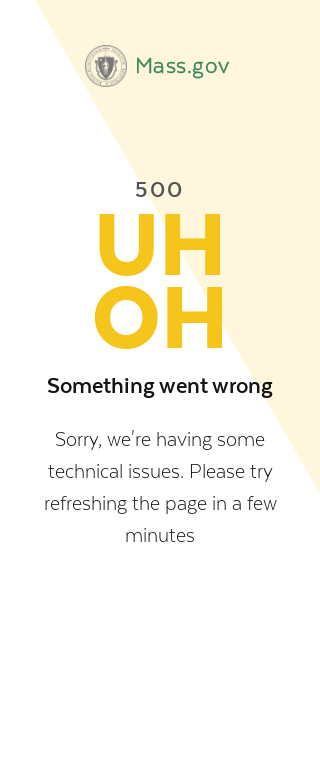 Mass.gov
500
UH
OH
Something went wrong
Sorry, we're having some
technical issues. Please try
refreshing the page in a few
minutes